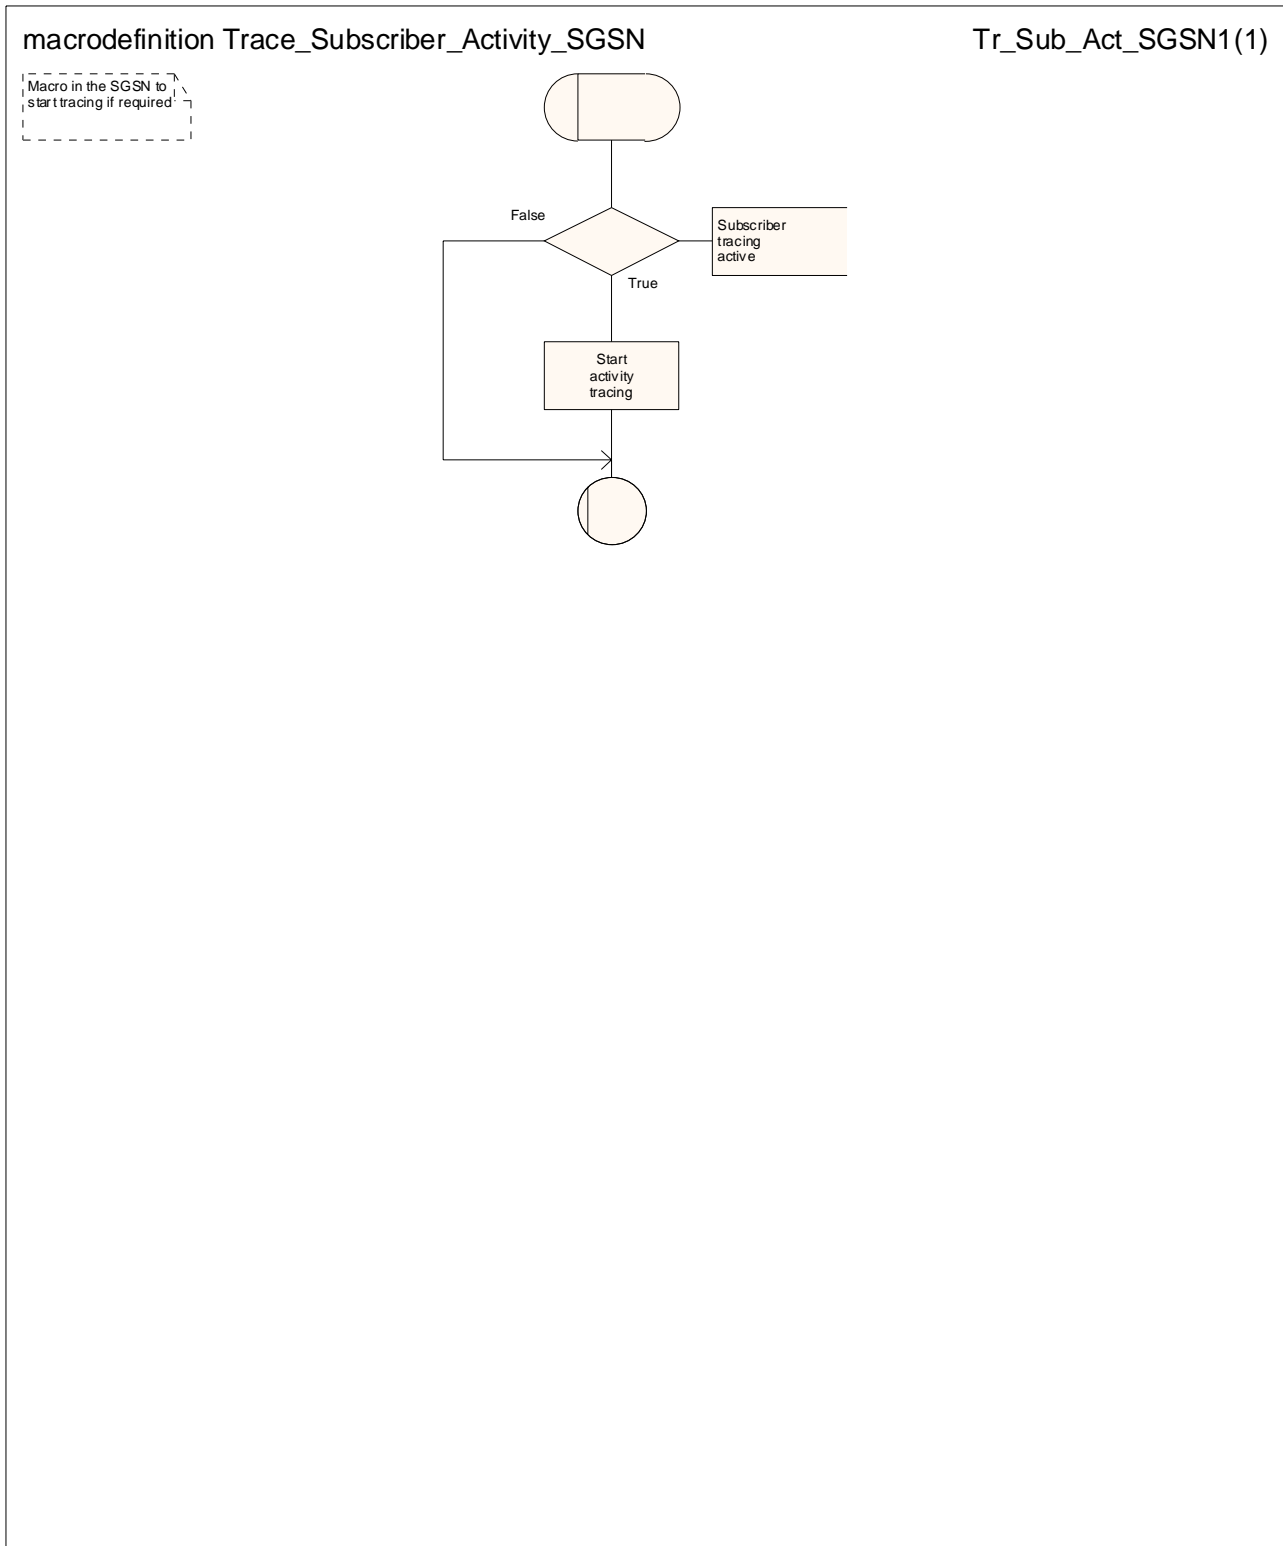 macrodefinition Trace_Subscriber_Activity_SGSN
Tr_Sub_Act_SGSN1(1)
Macro in the SGSN to
start tracing if required
False
Subscriber
tracing
active
True
Start
activity
tracing